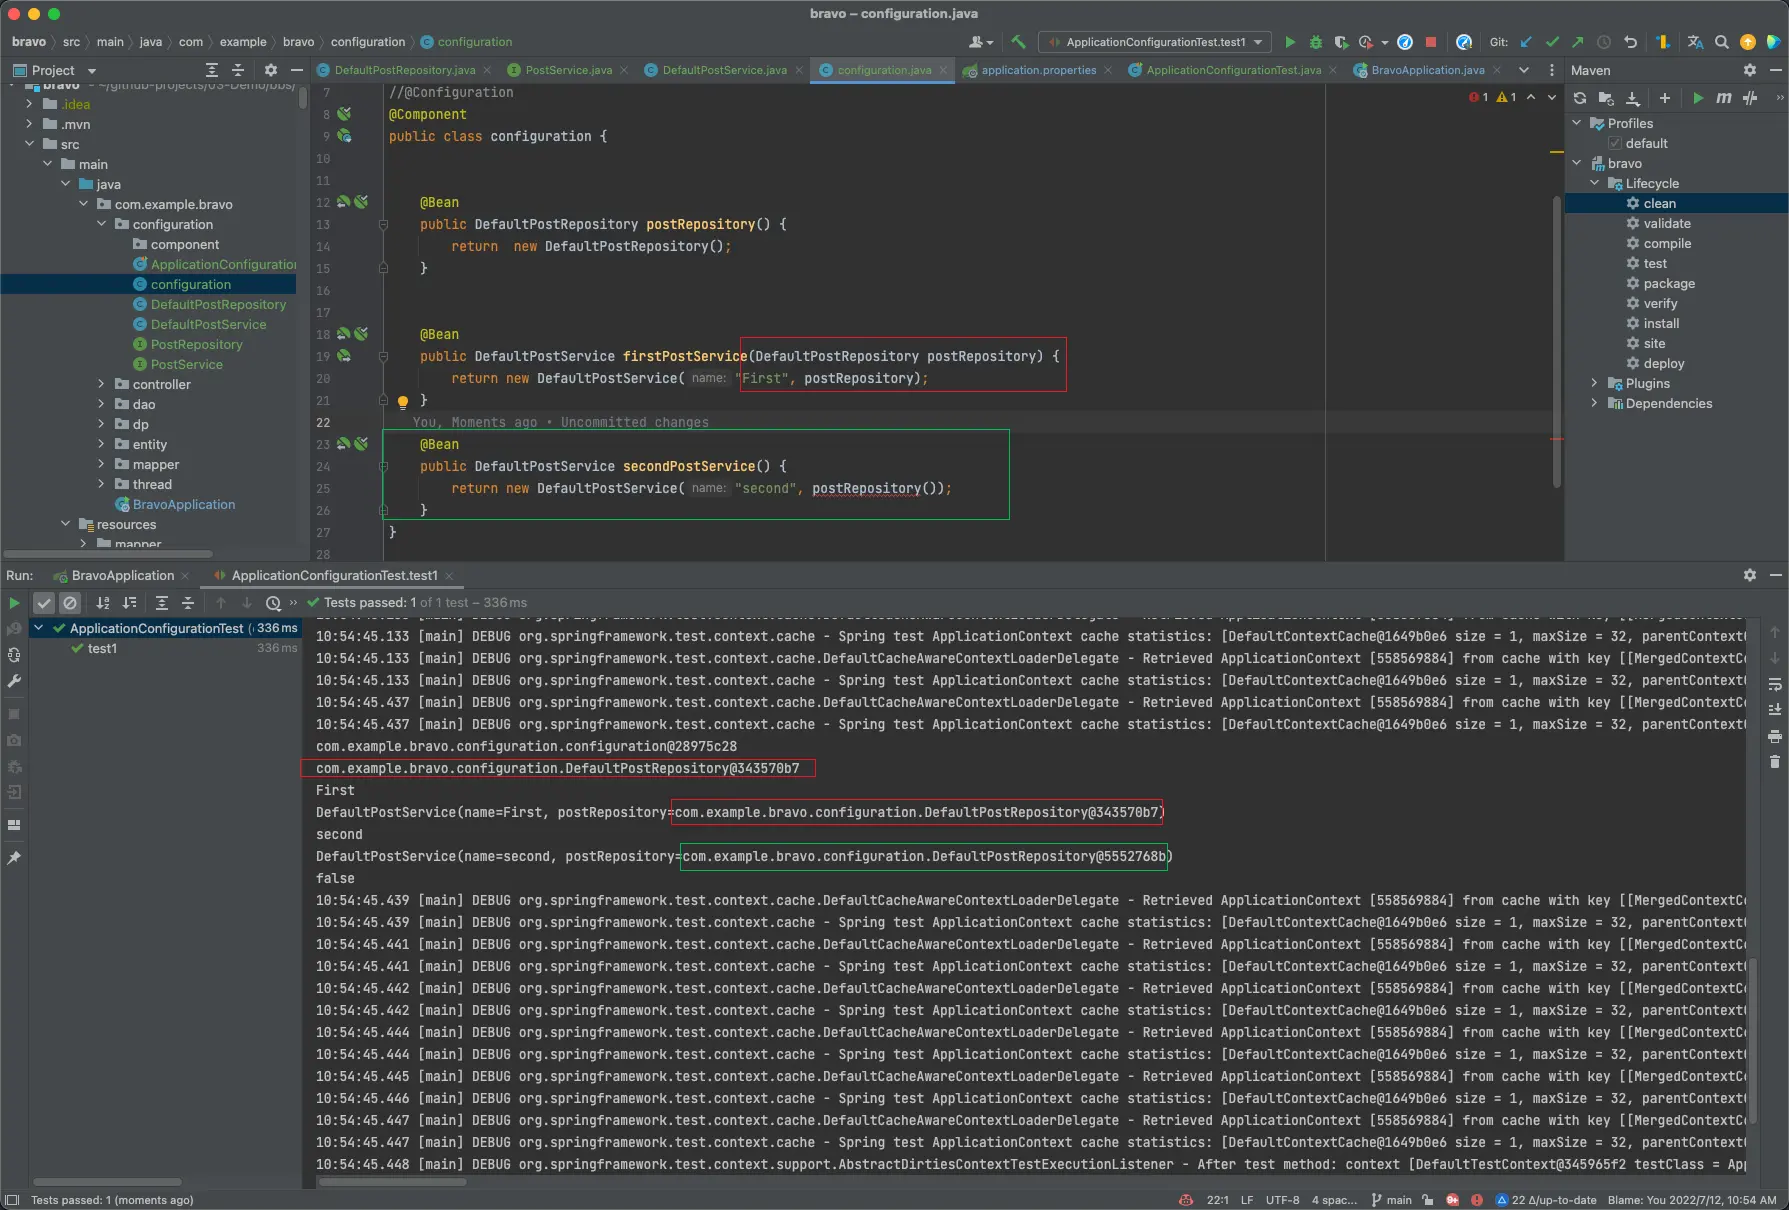 bravo – configuration.java
bravo src main java com example bravo configuration configuration
ApplicationConfigurationTest.test1
Git:
Project
DefaultPostRepository.java
PostService.java
DefaultPostService.java
configuration.java
application.properties
ApplicationConfigurationTest.java
BravoApplication.java
Maven
bravo ~/github-projects/03-Demo/bbs/
.idea
.mvn
src
main
java
com.example.bravo
configuration
component
ApplicationConfiguration
configuration
DefaultPostRepository
DefaultPostService
PostRepository
PostService
controller
dao
dp
entity
mapper
thread
BravoApplication
resources
mapper
1 1
7 //@Configuration
8 @Component
9 public class configuration {
10
11
12 @Bean
13 public DefaultPostRepository postRepository() {
14 return  new DefaultPostRepository();
15 }
16
17
18 @Bean
19 public DefaultPostService firstPostService(DefaultPostRepository postRepository) {
20 return new DefaultPostService( name: "First", postRepository);
21 }
22 You, Moments ago • Uncommitted changes
23 @Bean
24 public DefaultPostService secondPostService() {
25 return new DefaultPostService( name: "second", postRepository());
26 }
27 }
28
Profiles
default
bravo
Lifecycle
clean
validate
compile
test
package
verify
install
site
deploy
Plugins
Dependencies
Run: BravoApplication ApplicationConfigurationTest.test1
Tests passed: 1 of 1 test – 336 ms
ApplicationConfigurationTest ( 336 ms
test1 336 ms
10:54:45.133 [main] DEBUG org.springframework.test.context.cache - Spring test ApplicationContext cache statistics: [DefaultContextCache@1649b0e6 size = 1, maxSize = 32, parentContext
10:54:45.133 [main] DEBUG org.springframework.test.context.cache.DefaultCacheAwareContextLoaderDelegate - Retrieved ApplicationContext [558569884] from cache with key [[MergedContextC
10:54:45.133 [main] DEBUG org.springframework.test.context.cache - Spring test ApplicationContext cache statistics: [DefaultContextCache@1649b0e6 size = 1, maxSize = 32, parentContext
10:54:45.437 [main] DEBUG org.springframework.test.context.cache.DefaultCacheAwareContextLoaderDelegate - Retrieved ApplicationContext [558569884] from cache with key [[MergedContextC
10:54:45.437 [main] DEBUG org.springframework.test.context.cache - Spring test ApplicationContext cache statistics: [DefaultContextCache@1649b0e6 size = 1, maxSize = 32, parentContext
com.example.bravo.configuration.configuration@28975c28
com.example.bravo.configuration.DefaultPostRepository@343570b7
First
DefaultPostService(name=First, postRepository=com.example.bravo.configuration.DefaultPostRepository@343570b7)
second
DefaultPostService(name=second, postRepository=com.example.bravo.configuration.DefaultPostRepository@5552768b)
false
10:54:45.439 [main] DEBUG org.springframework.test.context.cache.DefaultCacheAwareContextLoaderDelegate - Retrieved ApplicationContext [558569884] from cache with key [[MergedContextC
10:54:45.439 [main] DEBUG org.springframework.test.context.cache - Spring test ApplicationContext cache statistics: [DefaultContextCache@1649b0e6 size = 1, maxSize = 32, parentContext
10:54:45.441 [main] DEBUG org.springframework.test.context.cache.DefaultCacheAwareContextLoaderDelegate - Retrieved ApplicationContext [558569884] from cache with key [[MergedContextC
10:54:45.441 [main] DEBUG org.springframework.test.context.cache - Spring test ApplicationContext cache statistics: [DefaultContextCache@1649b0e6 size = 1, maxSize = 32, parentContext
10:54:45.442 [main] DEBUG org.springframework.test.context.cache.DefaultCacheAwareContextLoaderDelegate - Retrieved ApplicationContext [558569884] from cache with key [[MergedContextC
10:54:45.442 [main] DEBUG org.springframework.test.context.cache - Spring test ApplicationContext cache statistics: [DefaultContextCache@1649b0e6 size = 1, maxSize = 32, parentContext
10:54:45.444 [main] DEBUG org.springframework.test.context.cache.DefaultCacheAwareContextLoaderDelegate - Retrieved ApplicationContext [558569884] from cache with key [[MergedContextC
10:54:45.444 [main] DEBUG org.springframework.test.context.cache - Spring test ApplicationContext cache statistics: [DefaultContextCache@1649b0e6 size = 1, maxSize = 32, parentContext
10:54:45.445 [main] DEBUG org.springframework.test.context.cache.DefaultCacheAwareContextLoaderDelegate - Retrieved ApplicationContext [558569884] from cache with key [[MergedContextC
10:54:45.446 [main] DEBUG org.springframework.test.context.cache - Spring test ApplicationContext cache statistics: [DefaultContextCache@1649b0e6 size = 1, maxSize = 32, parentContext
10:54:45.447 [main] DEBUG org.springframework.test.context.cache.DefaultCacheAwareContextLoaderDelegate - Retrieved ApplicationContext [558569884] from cache with key [[MergedContextC
10:54:45.447 [main] DEBUG org.springframework.test.context.cache - Spring test ApplicationContext cache statistics: [DefaultContextCache@1649b0e6 size = 1, maxSize = 32, parentContext
10:54:45.448 [main] DEBUG org.springframework.test.context.support.AbstractDirtiesContextTestExecutionListener - After test method: context [DefaultTestContext@345965f2 testClass = App
Tests passed: 1 (moments ago) 22:1 LF UTF-8 4 spac... main 9+ 22 Δ/up-to-date Blame: You 2022/7/12, 10:54 AM